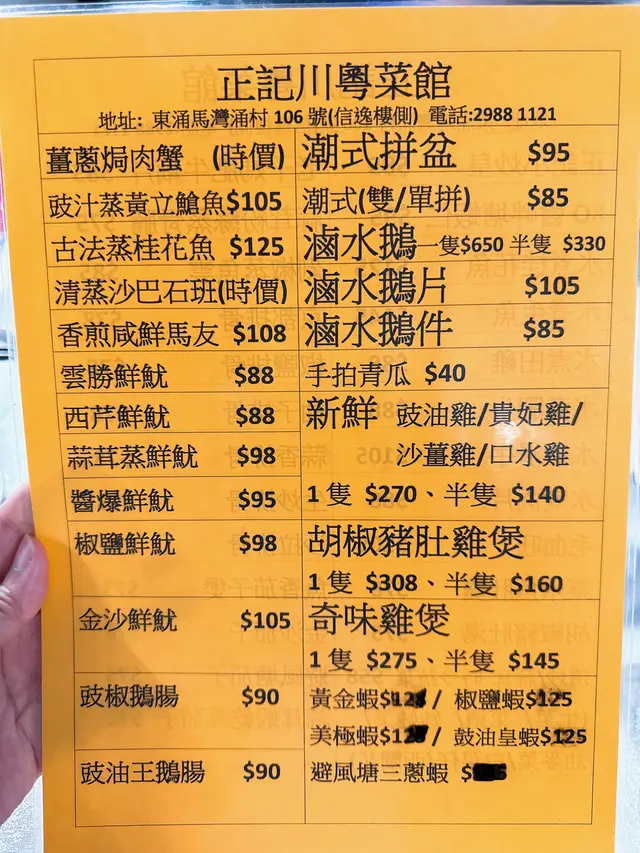 正記川粵菜館
地址: 東涌馬灣涌村 106 號(信逸樓側) 電話:2988 1121
薑蔥焗肉蟹 (時價)
豉汁蒸黃立鯧魚$105
古法蒸桂花魚 $125
清蒸沙巴石班(時價)
香煎咸鮮馬友 $108
雲勝鮮魷 $88
西芹鮮魷 $88
蒜茸蒸鮮魷 $98
醬爆鮮魷 $95
椒鹽鮮魷 $98
金沙鮮魷 $105
豉椒鵝腸 $90
豉油王鵝腸 $90
潮式拼盆 $95
潮式(雙/單拼) $85
滷水鵝一隻$650 半隻 $330
滷水鵝片 $105
滷水鵝件 $85
手拍青瓜 $40
新鮮 豉油雞/貴妃雞/
沙薑雞/口水雞
1 隻 $270、半隻 $140
胡椒豬肚雞煲
1 隻 $308、半隻 $160
奇味雞煲
1 隻 $275、半隻 $145
黃金蝦 / 椒鹽蝦$125
美極蝦 / 豉油皇蝦$125
避風塘三蔥蝦 $